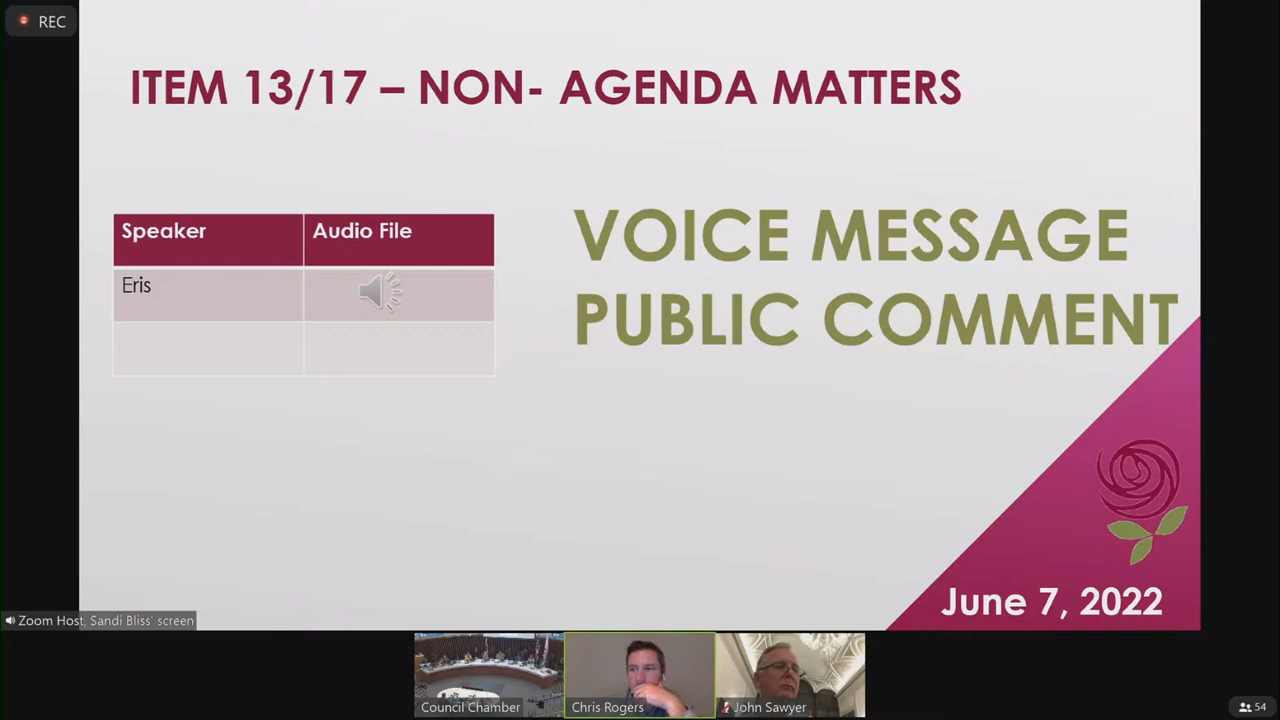 REC
ITEM 13/17 – NON- AGENDA MATTERS
Speaker Audio File
Eris
VOICE MESSAGE
PUBLIC COMMENT
June 7, 2022
Zoom Host, Sandi Bliss' screen
Council Chamber
Chris Rogers
John Sawyer
54